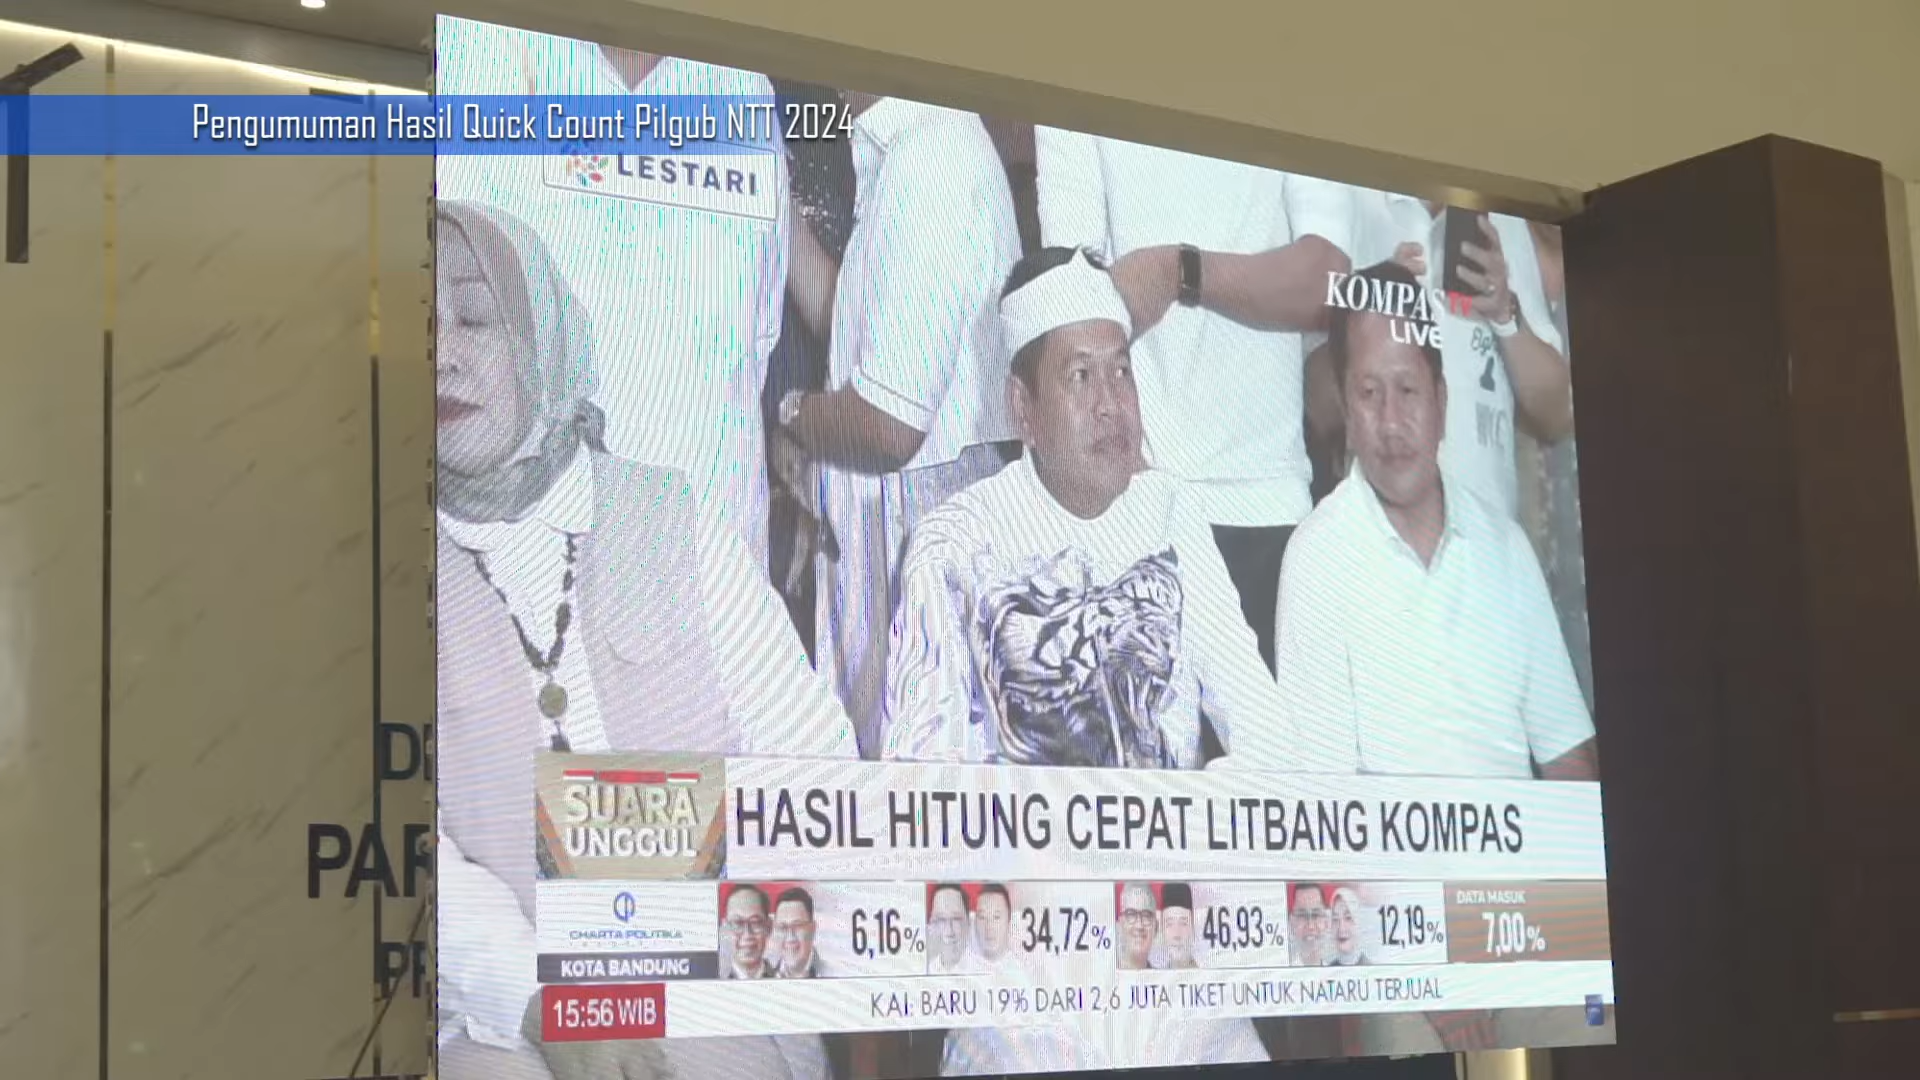 Pengumuman Hasil Quick Count Pilgub NTT 2024
LESTARI
KOMPAS TV
LIVE
SUARA
UNGGUL
HASIL HITUNG CEPAT LITBANG KOMPAS
CHARTA POLITIKA
KOTA BANDUNG
6,16%
34,72%
46,93%
12,19%
DATA MASUK
7,00%
15:56 WIB
KAI: BARU 19% DARI 2,6 JUTA TIKET UNTUK NATARU TERJUAL